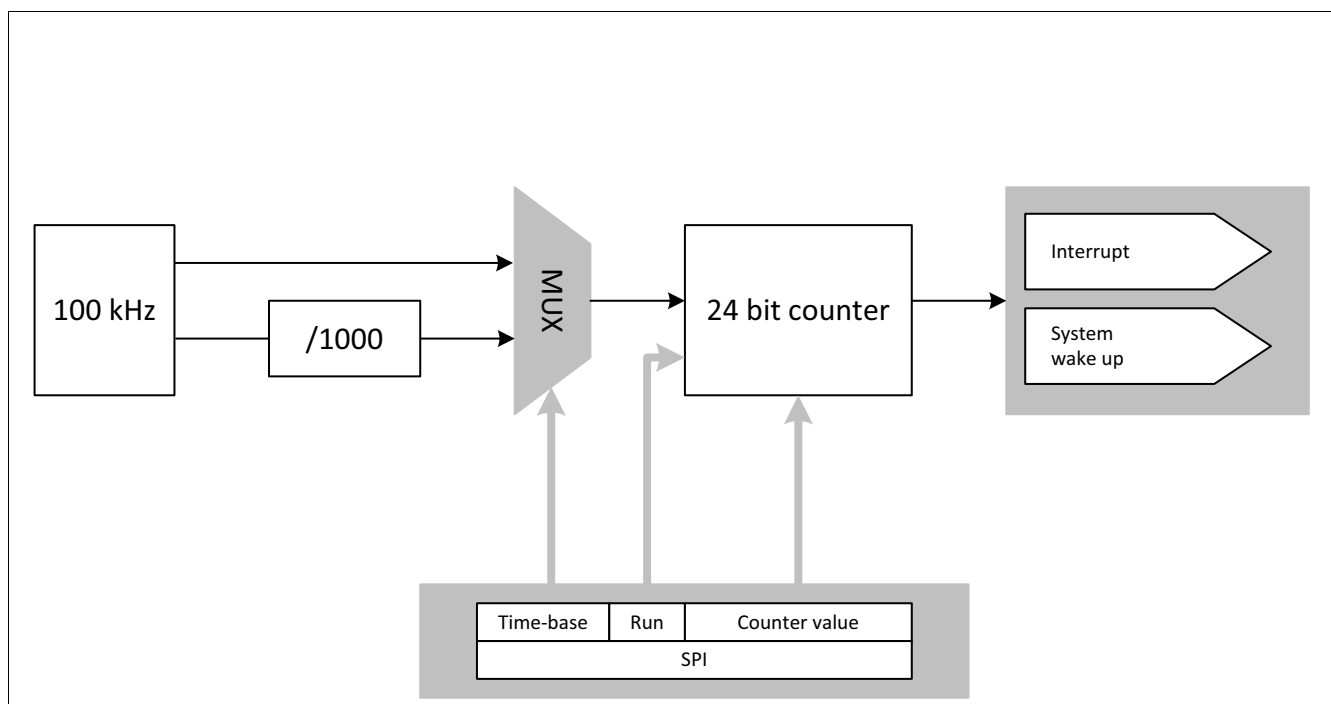 100 kHz
/1000
MUX
24 bit counter
Interrupt
System
wake up
Time-base
Run
Counter value
SPI